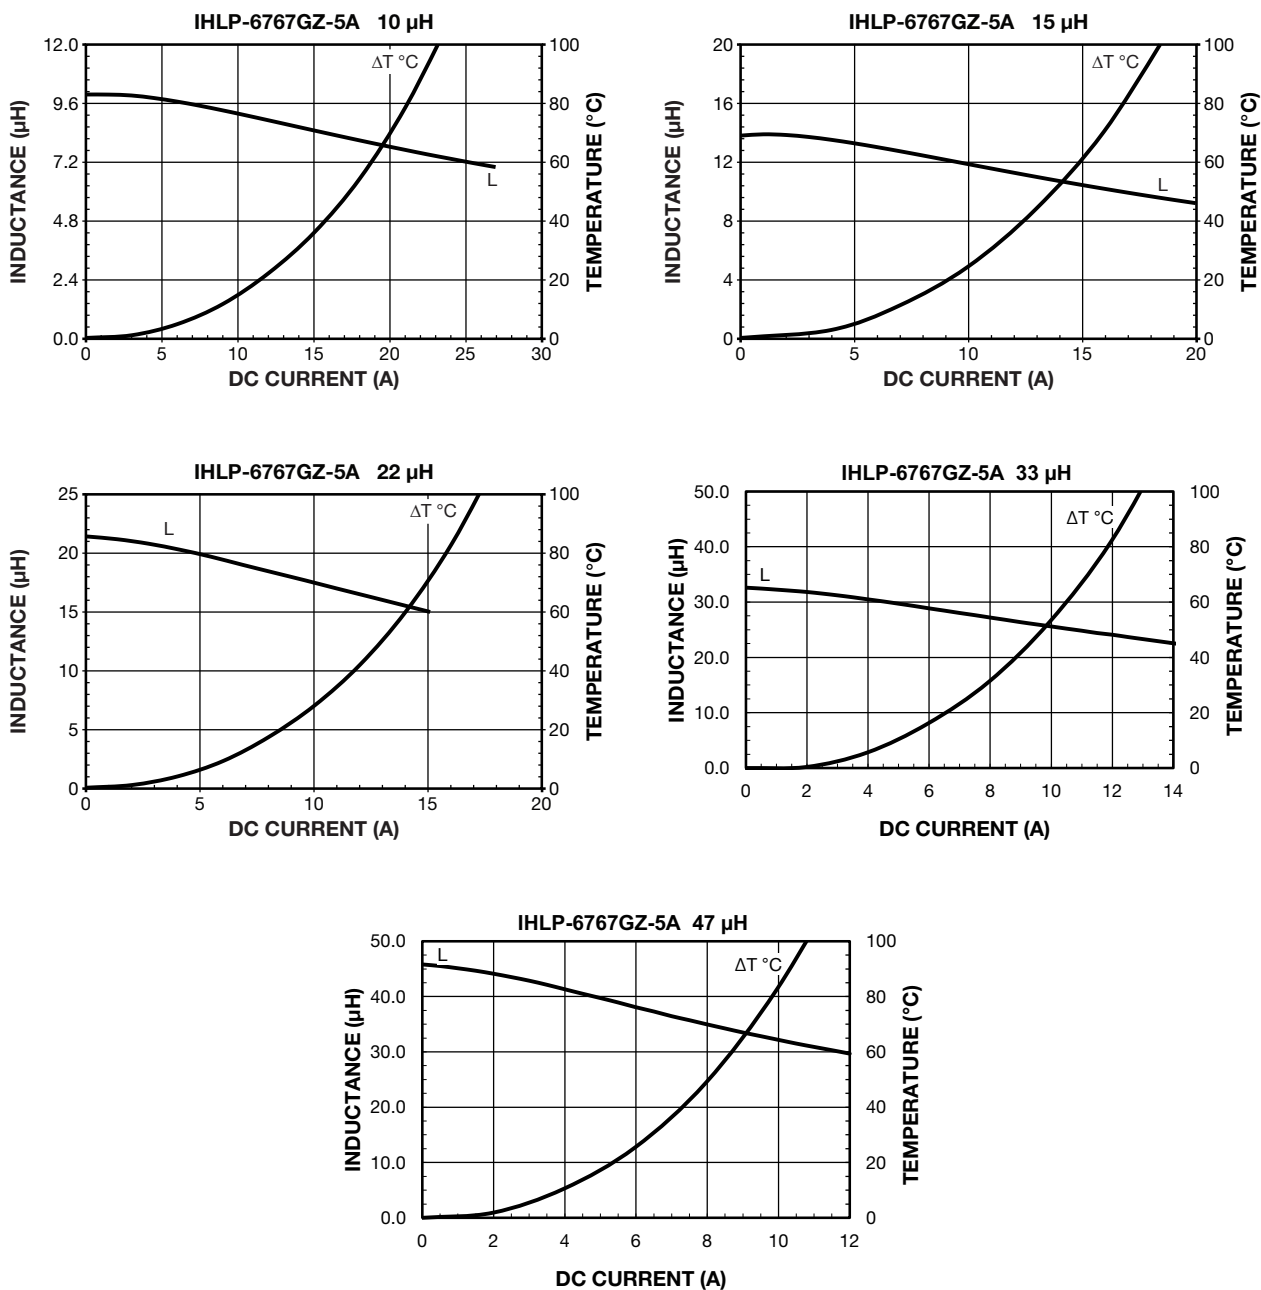 IHLP-6767GZ-5A 10 µH
12.0
9.6
7.2
4.8
2.4
0.0
INDUCTANCE (µH)
ΔT °C
L
100
80
60
40
20
0
TEMPERATURE (°C)
0 5 10 15 20 25 30
DC CURRENT (A)
IHLP-6767GZ-5A 15 µH
20
16
12
8
4
0
INDUCTANCE (µH)
ΔT °C
L
100
80
60
40
20
0
TEMPERATURE (°C)
0 5 10 15 20
DC CURRENT (A)
IHLP-6767GZ-5A 22 µH
25
20
15
10
5
0
INDUCTANCE (µH)
ΔT °C
L
100
80
60
40
20
0
TEMPERATURE (°C)
0 5 10 15 20
DC CURRENT (A)
IHLP-6767GZ-5A 33 µH
50.0
40.0
30.0
20.0
10.0
0.0
INDUCTANCE (µH)
ΔT °C
L
100
80
60
40
20
0
TEMPERATURE (°C)
0 2 4 6 8 10 12 14
DC CURRENT (A)
IHLP-6767GZ-5A 47 µH
50.0
40.0
30.0
20.0
10.0
0.0
INDUCTANCE (µH)
L
ΔT °C
100
80
60
40
20
0
TEMPERATURE (°C)
0 2 4 6 8 10 12
DC CURRENT (A)